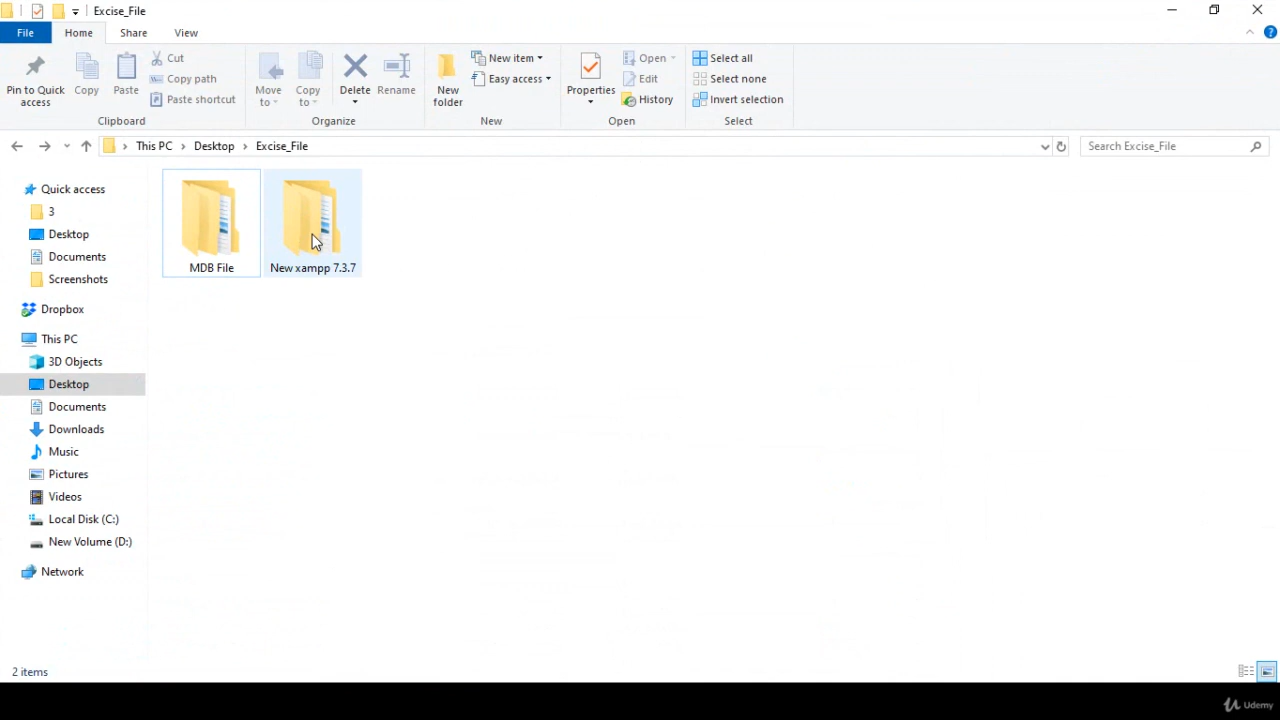 Excise_File
File Home Share View
Pin to Quick access
Copy
Paste
Cut
Copy path
Paste shortcut
Clipboard
Move to
Copy to
Delete
Rename
Organize
New folder
New item
Easy access
New
Properties
Open
Edit
History
Open
Select all
Select none
Invert selection
Select
This PC Desktop Excise_File
Search Excise_File
Quick access
3
Desktop
Documents
Screenshots
Dropbox
This PC
3D Objects
Desktop
Documents
Downloads
Music
Pictures
Videos
Local Disk (C:)
New Volume (D:)
Network
MDB File
New xampp 7.3.7
2 items
Udemy